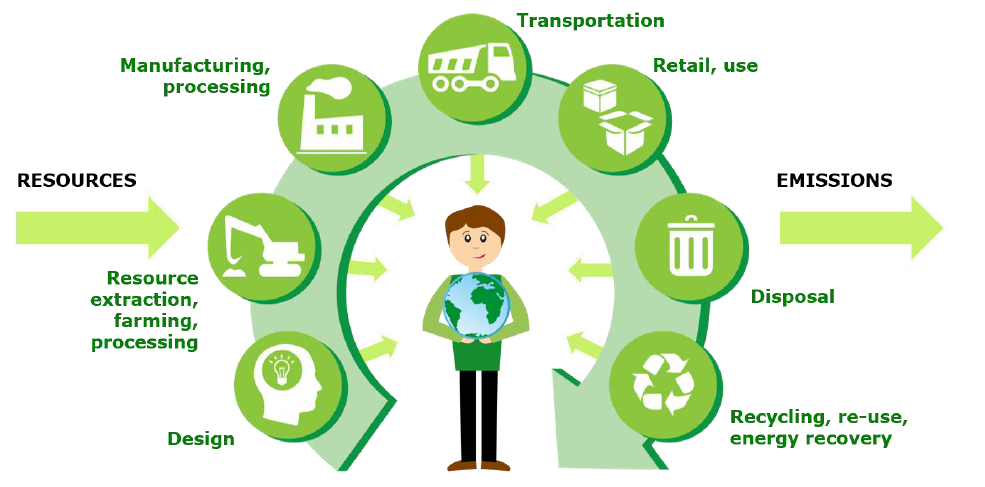 Transportation
Manufacturing,
processing
Retail, use
RESOURCES
EMISSIONS
Resource
extraction,
farming,
processing
Disposal
Design
Recycling, re-use,
energy recovery